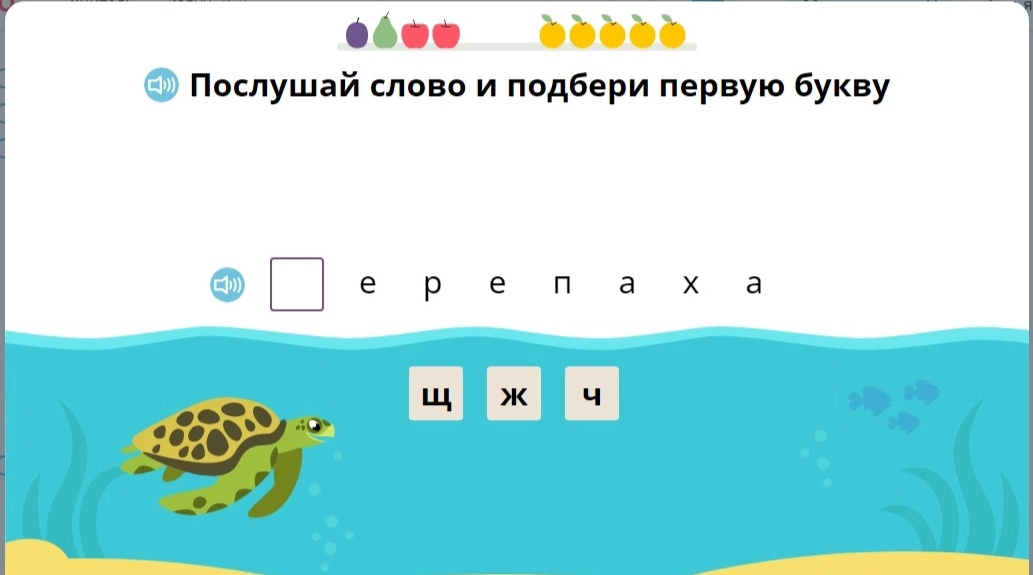 Послушай слово и подбери первую букву
е р е п а х а
щ ж ч